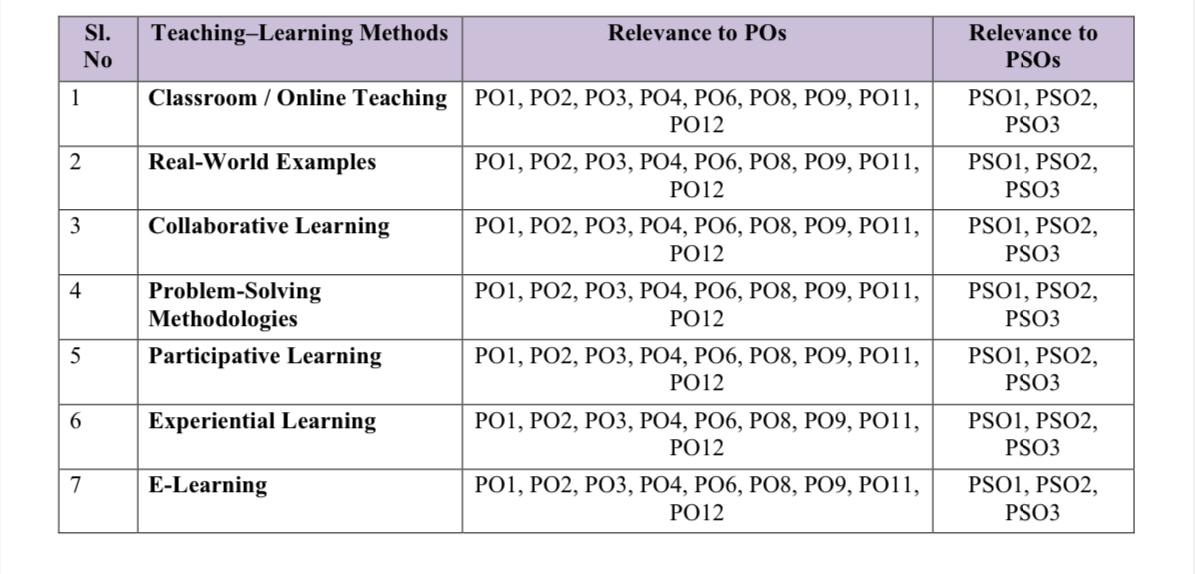 Sl. No Teaching–Learning Methods Relevance to POs Relevance to PSOs
1 Classroom / Online Teaching PO1, PO2, PO3, PO4, PO6, PO8, PO9, PO11, PO12 PSO1, PSO2, PSO3
2 Real-World Examples PO1, PO2, PO3, PO4, PO6, PO8, PO9, PO11, PO12 PSO1, PSO2, PSO3
3 Collaborative Learning PO1, PO2, PO3, PO4, PO6, PO8, PO9, PO11, PO12 PSO1, PSO2, PSO3
4 Problem-Solving Methodologies PO1, PO2, PO3, PO4, PO6, PO8, PO9, PO11, PO12 PSO1, PSO2, PSO3
5 Participative Learning PO1, PO2, PO3, PO4, PO6, PO8, PO9, PO11, PO12 PSO1, PSO2, PSO3
6 Experiential Learning PO1, PO2, PO3, PO4, PO6, PO8, PO9, PO11, PO12 PSO1, PSO2, PSO3
7 E-Learning PO1, PO2, PO3, PO4, PO6, PO8, PO9, PO11, PO12 PSO1, PSO2, PSO3